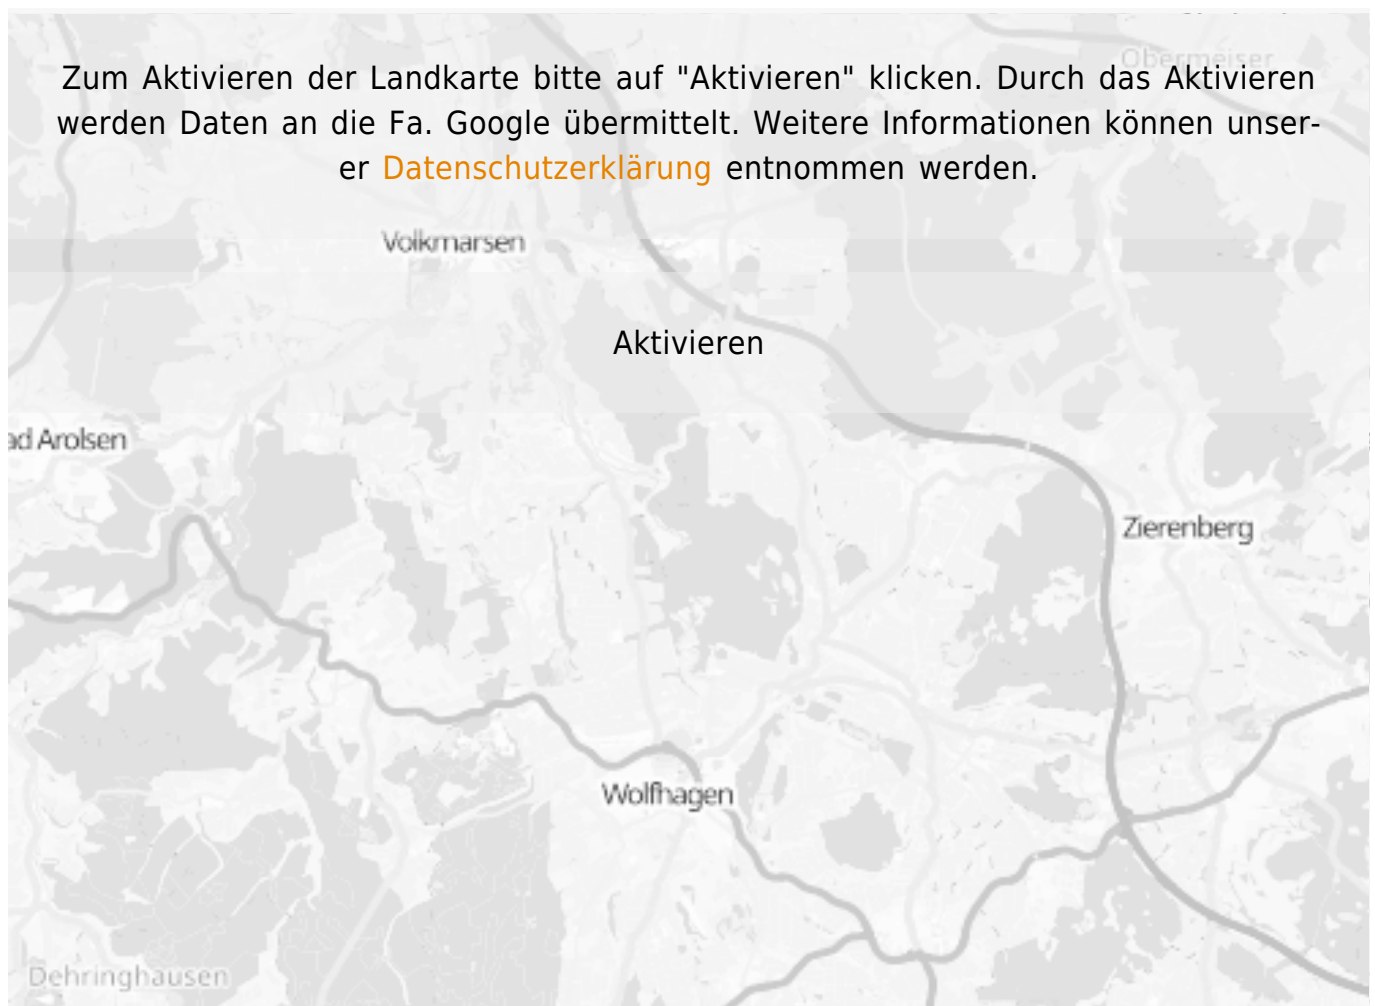 Obermeiser
Zum Aktivieren der Landkarte bitte auf "Aktivieren" klicken. Durch das Aktivieren
werden Daten an die Fa. Google übermittelt. Weitere Informationen können unser-
er Datenschutzerklärung entnommen werden.
Volkmarsen
Aktivieren
ad Arolsen
Zierenberg
Wolfhagen
Dehringhausen